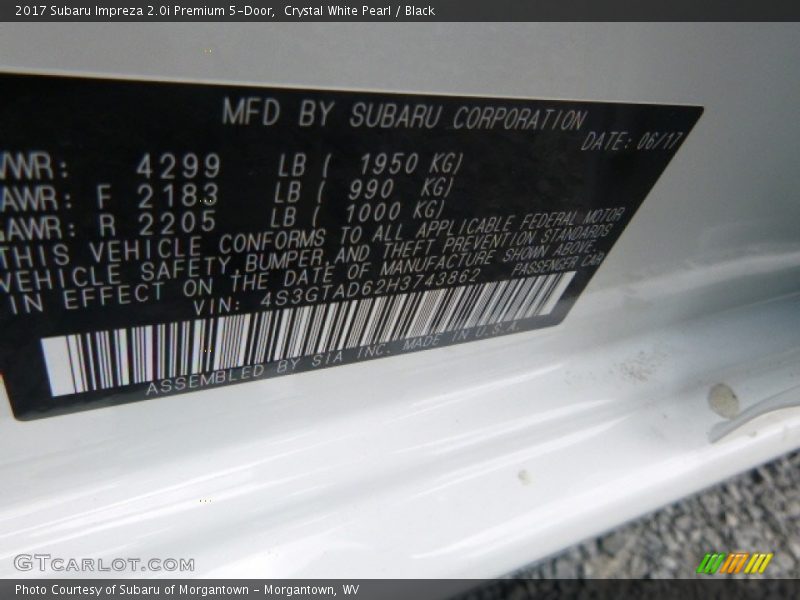 2017 Subaru Impreza 2.0i Premium 5-Door,  Crystal White Pearl / Black
MFD BY SUBARU CORPORATION
DATE: 06/17
VWR: 4299 LB ( 1950 KG)
AWR: F 2183 LB ( 990 KG)
AWR: R 2205 LB ( 1000 KG)
THIS VEHICLE CONFORMS TO ALL APPLICABLE FEDERAL MOTOR
VEHICLE SAFETY, BUMPER, AND THEFT PREVENTION STANDARDS
IN EFFECT ON THE DATE OF MANUFACTURE SHOWN ABOVE.
VIN: 4S3GTAD62H3743862 PASSENGER CAR
ASSEMBLED BY SIA INC. MADE IN U.S.A.
GTCARLOT.COM
Photo Courtesy of Subaru of Morgantown - Morgantown, WV